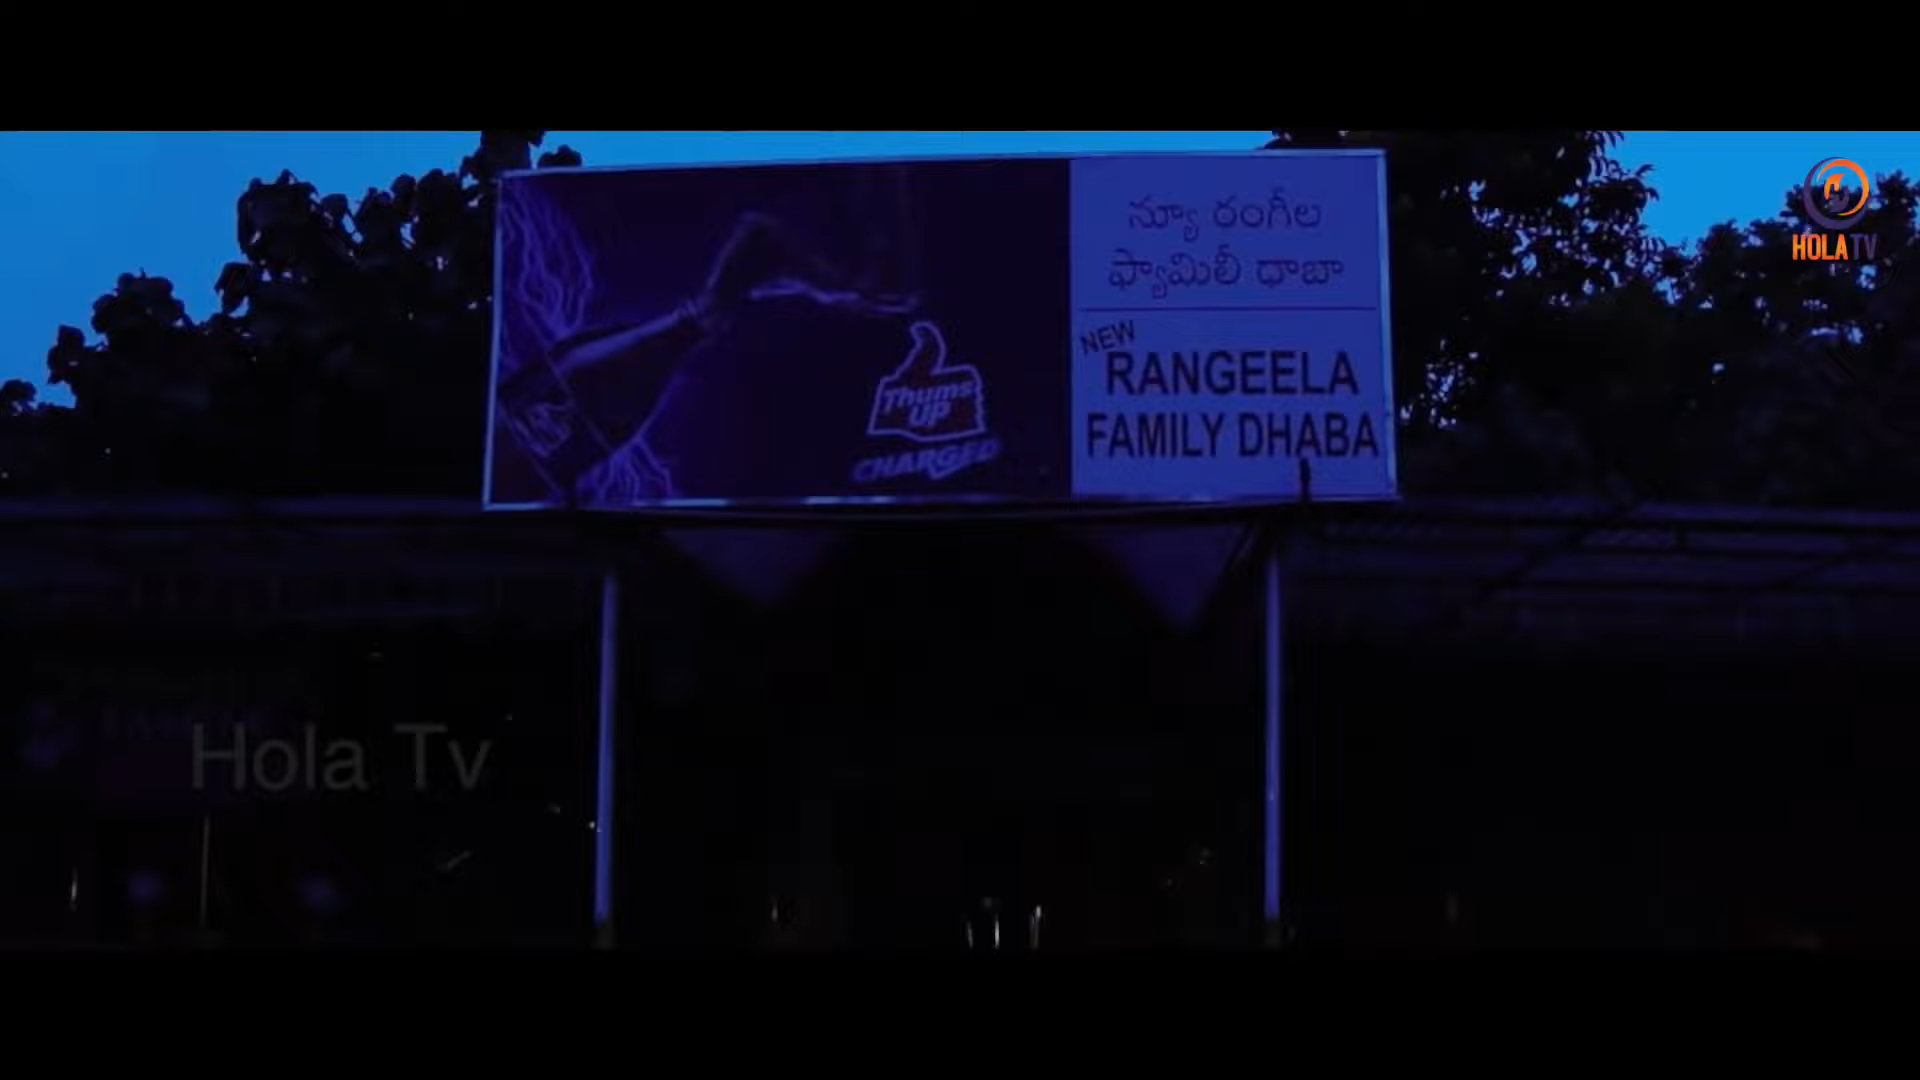 న్యూ రంగీల
ఫ్యామిలీ ధాబా
NEW
RANGEELA
FAMILY DHABA
Thums
UP
CHARGED
HOLA TV
Hola Tv